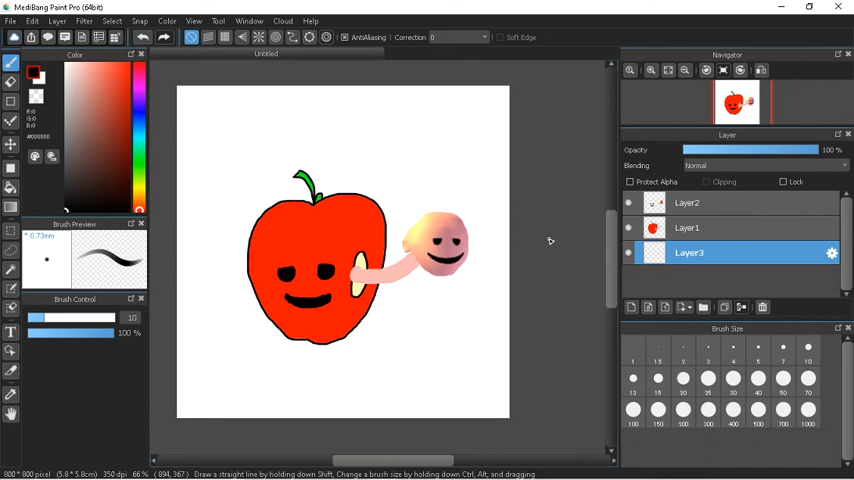 MediBang Paint Pro (64bit)
File Edit Layer Filter Select Snap Color View Tool Window Cloud Help
AntiAliasing Correction 0 Soft Edge
Color
Untitled
Navigator
R:0
G:0
B:0
#000000
Layer
Opacity 100 %
Blending Normal
Protect Alpha Clipping Lock
Layer2
Layer1
Layer3
Brush Preview
* 0.73mm
Brush Control
10
100 %
Brush Size
1 1.5 2 3 4 5 7 10
12 15 20 25 30 40 50 70
100 150 200 300 400 500 700 1000
800 * 800 pixel (5.8 * 5.8cm) 350 dpi 66 % ( 894, 367 ) Draw a straight line by holding down Shift, Change a brush size by holding down Ctrl, Alt, and dragging